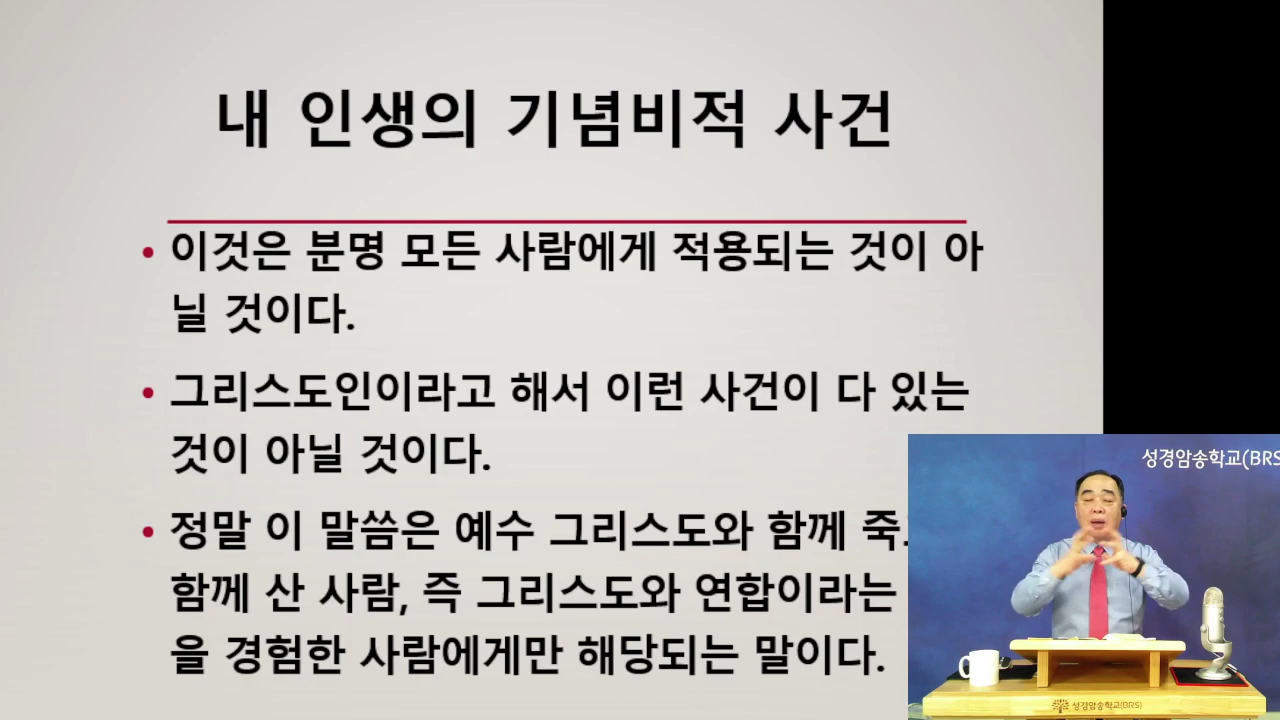 내 인생의 기념비적 사건
• 이것은 분명 모든 사람에게 적용되는 것이 아
닐 것이다.
• 그리스도인이라고 해서 이런 사건이 다 있는
것이 아닐 것이다.
• 정말 이 말씀은 예수 그리스도와 함께
함께 산 사람, 즉 그리스도와 연합이라는
을 경험한 사람에게만 해당되는 말이다.
성경암송학교(BRS
성경암송학교(BRS)